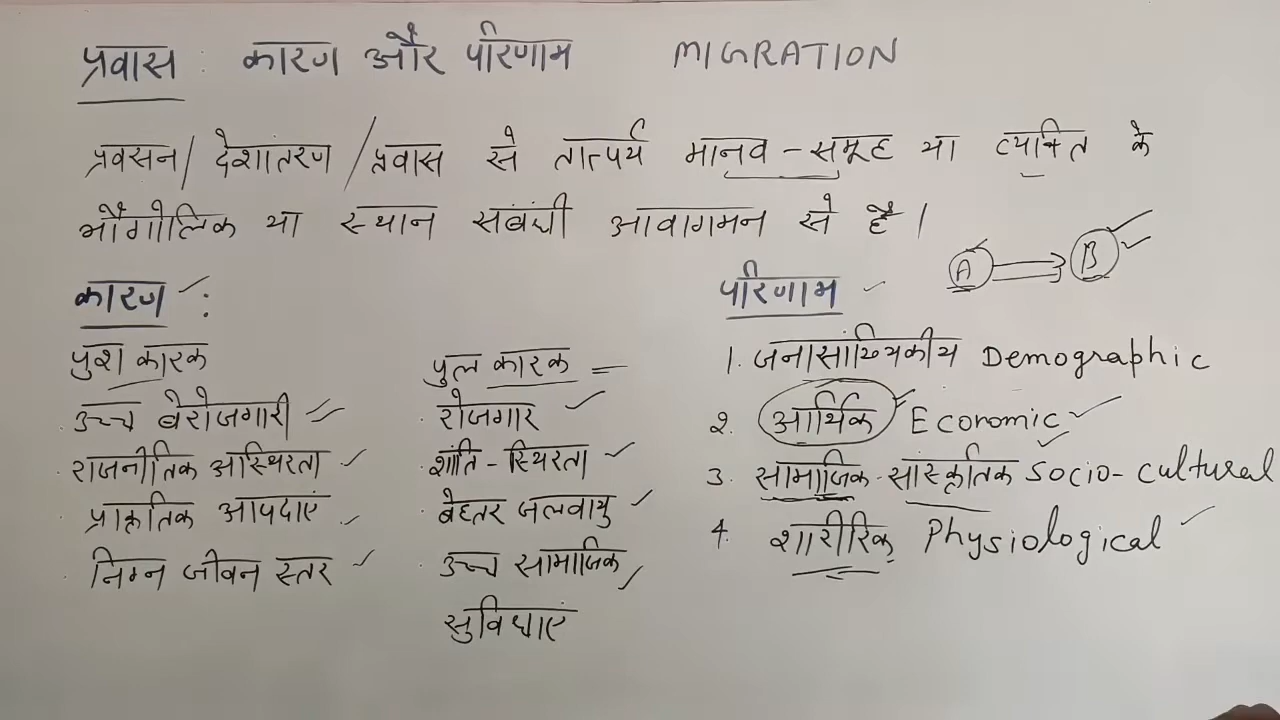 प्रवास : कारण और परिणाम MIGRATION
प्रवसन/देशांतरण/प्रवास से तात्पर्य मानव-समूह या व्यक्ति के
भौगोलिक या स्थान संबंधी आवागमन से है।
A B
कारण :
पुश कारक
उच्च बेरोजगारी
राजनीतिक अस्थिरता
प्राकृतिक आपदाएं
निम्न जीवन स्तर
पुल कारक
रोजगार
शांति-स्थिरता
बेहतर जलवायु
उच्च सामाजिक
सुविधाएं
परिणाम
1. जनासांख्यिकीय Demographic
२. आर्थिक Economic
3. सामाजिक-सांस्कृतिक Socio-Cultural
4. शारीरिक Physiological